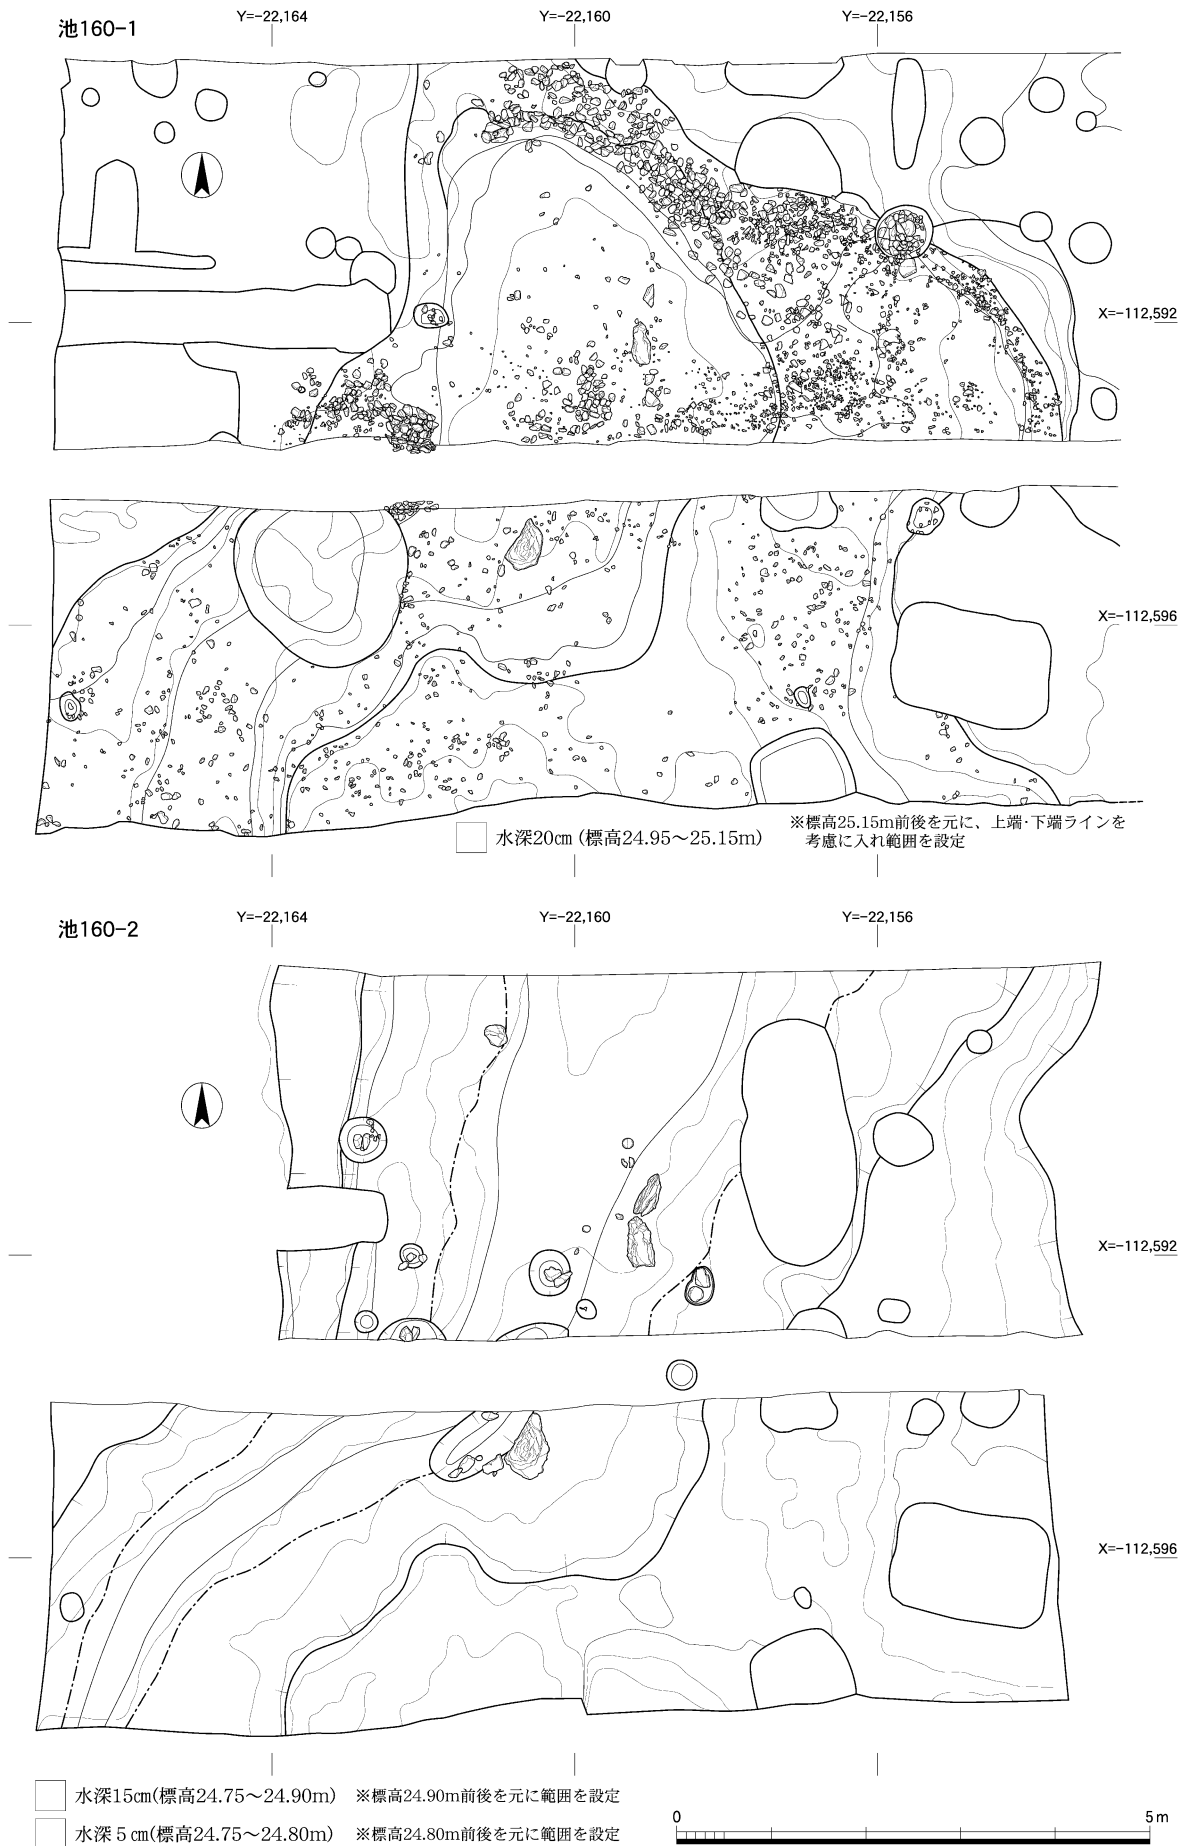 池160-1
Y=-22,164
Y=-22,160
Y=-22,156
X=-112,592
X=-112,596
水深20㎝ (標高24.95～25.15m)
※標高25.15m前後を元に、上端･下端ラインを
考慮に入れ範囲を設定
池160-2
Y=-22,164
Y=-22,160
Y=-22,156
X=-112,592
X=-112,596
水深15㎝(標高24.75～24.90m) ※標高24.90m前後を元に範囲を設定
水深５㎝(標高24.75～24.80m) ※標高24.80m前後を元に範囲を設定
0 5m